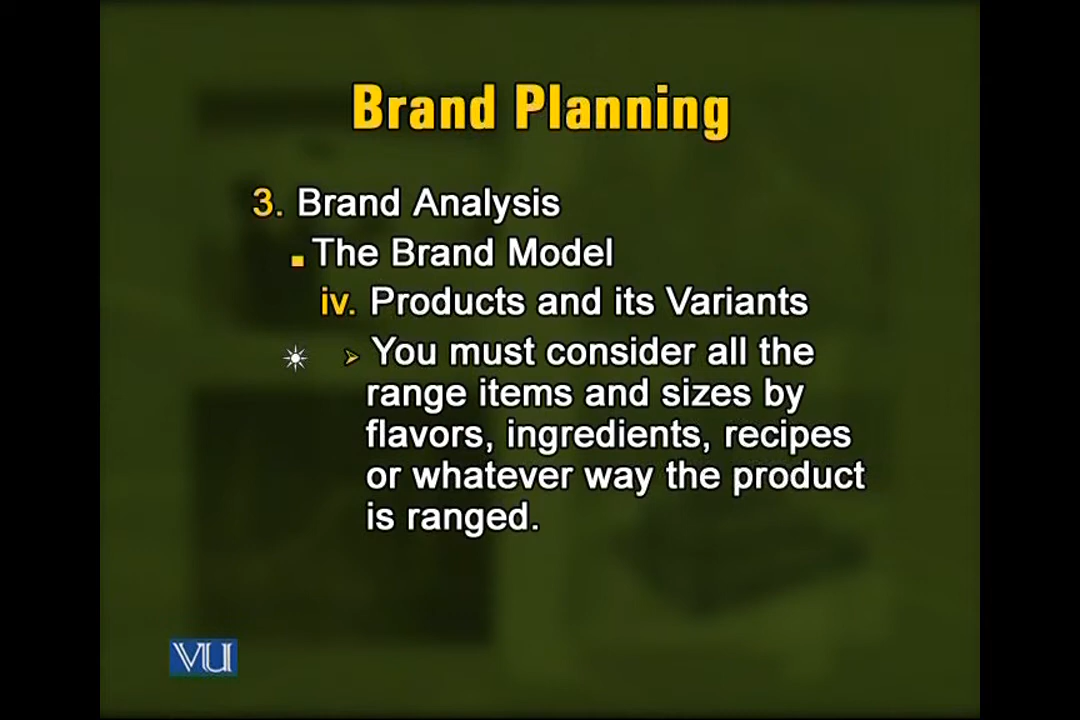 Brand Planning
3. Brand Analysis
▪ The Brand Model
iv. Products and its Variants
➢ You must consider all the
range items and sizes by
flavors, ingredients, recipes
or whatever way the product
is ranged.
VU